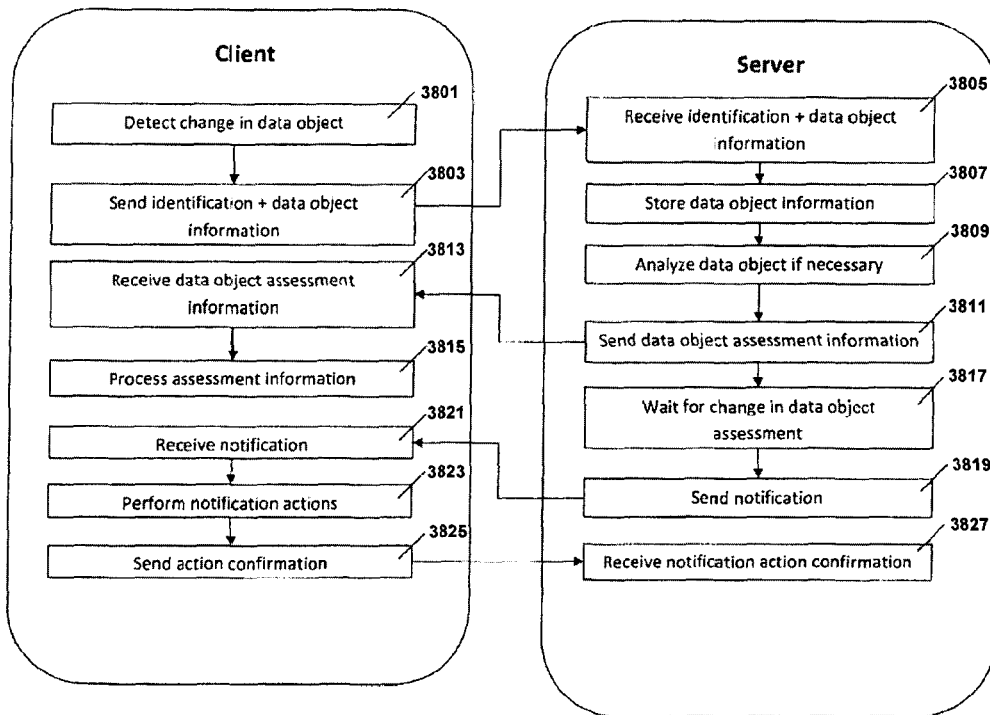 Client
3801
Detect change in data object
3803
Send identification + data object
information
3813
Receive data object assessment
information
3815
Process assessment information
3821
Receive notification
3823
Perform notification actions
3825
Send action confirmation
Server
3805
Receive identification + data object
information
3807
Store data object information
3809
Analyze data object if necessary
3811
Send data object assessment information
3817
Wait for change in data object
assessment
3819
Send notification
3827
Receive notification action confirmation